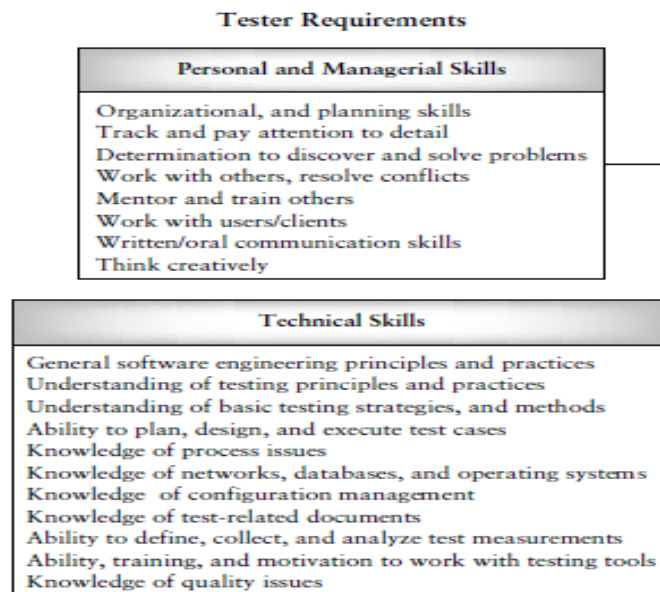 Tester Requirements
Personal and Managerial Skills
Organizational, and planning skills
Track and pay attention to detail
Determination to discover and solve problems
Work with others, resolve conflicts
Mentor and train others
Work with users/clients
Written/oral communication skills
Think creatively
Technical Skills
General software engineering principles and practices
Understanding of testing principles and practices
Understanding of basic testing strategies, and methods
Ability to plan, design, and execute test cases
Knowledge of process issues
Knowledge of networks, databases, and operating systems
Knowledge of configuration management
Knowledge of test-related documents
Ability to define, collect, and analyze test measurements
Ability, training, and motivation to work with testing tools
Knowledge of quality issues